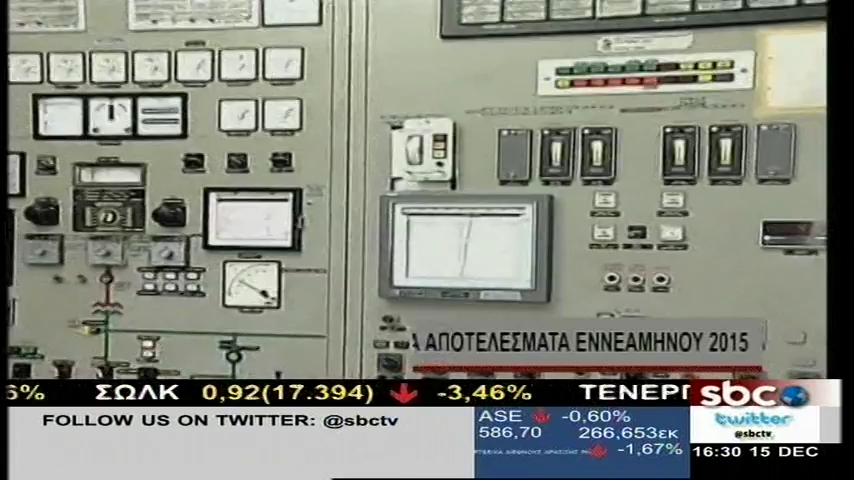 Α ΑΠΟΤΕΛΕΣΜΑΤΑ ΕΝΝΕΑΜΗΝΟΥ 2015
6% ΣΩΛΚ 0,92(17.394) -3,46% ΤΕΝΕΡΓ
sbc
twitter
@sbctv
FOLLOW US ON TWITTER: @sbctv
ASE -0,60%
586,70 266,653εκ
-1,67%
16:30 15 DEC